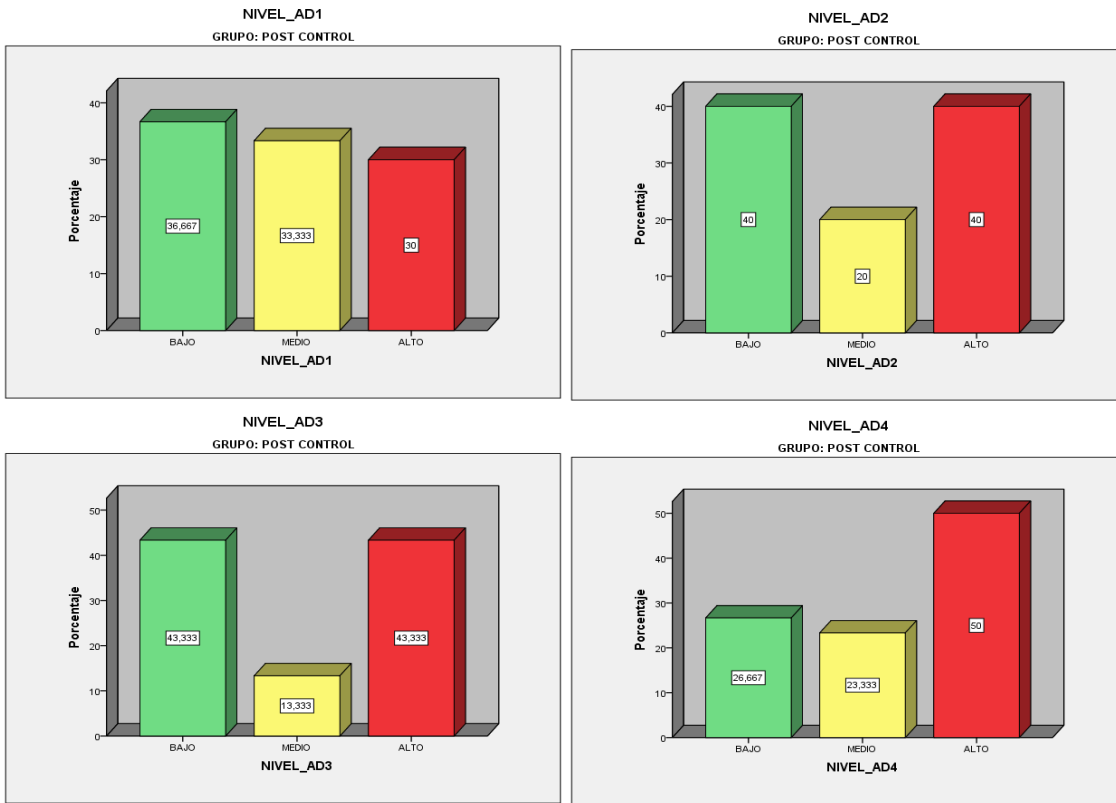 NIVEL_AD1
GRUPO: POST CONTROL
Porcentaje
40
30
20
10
0
36,667
33,333
30
BAJO
MEDIO
ALTO
NIVEL_AD1
NIVEL_AD2
GRUPO: POST CONTROL
Porcentaje
40
30
20
10
0
40
20
40
BAJO
MEDIO
ALTO
NIVEL_AD2
NIVEL_AD3
GRUPO: POST CONTROL
Porcentaje
50
40
30
20
10
0
43,333
13,333
43,333
BAJO
MEDIO
ALTO
NIVEL_AD3
NIVEL_AD4
GRUPO: POST CONTROL
Porcentaje
50
40
30
20
10
0
26,667
23,333
50
BAJO
MEDIO
ALTO
NIVEL_AD4